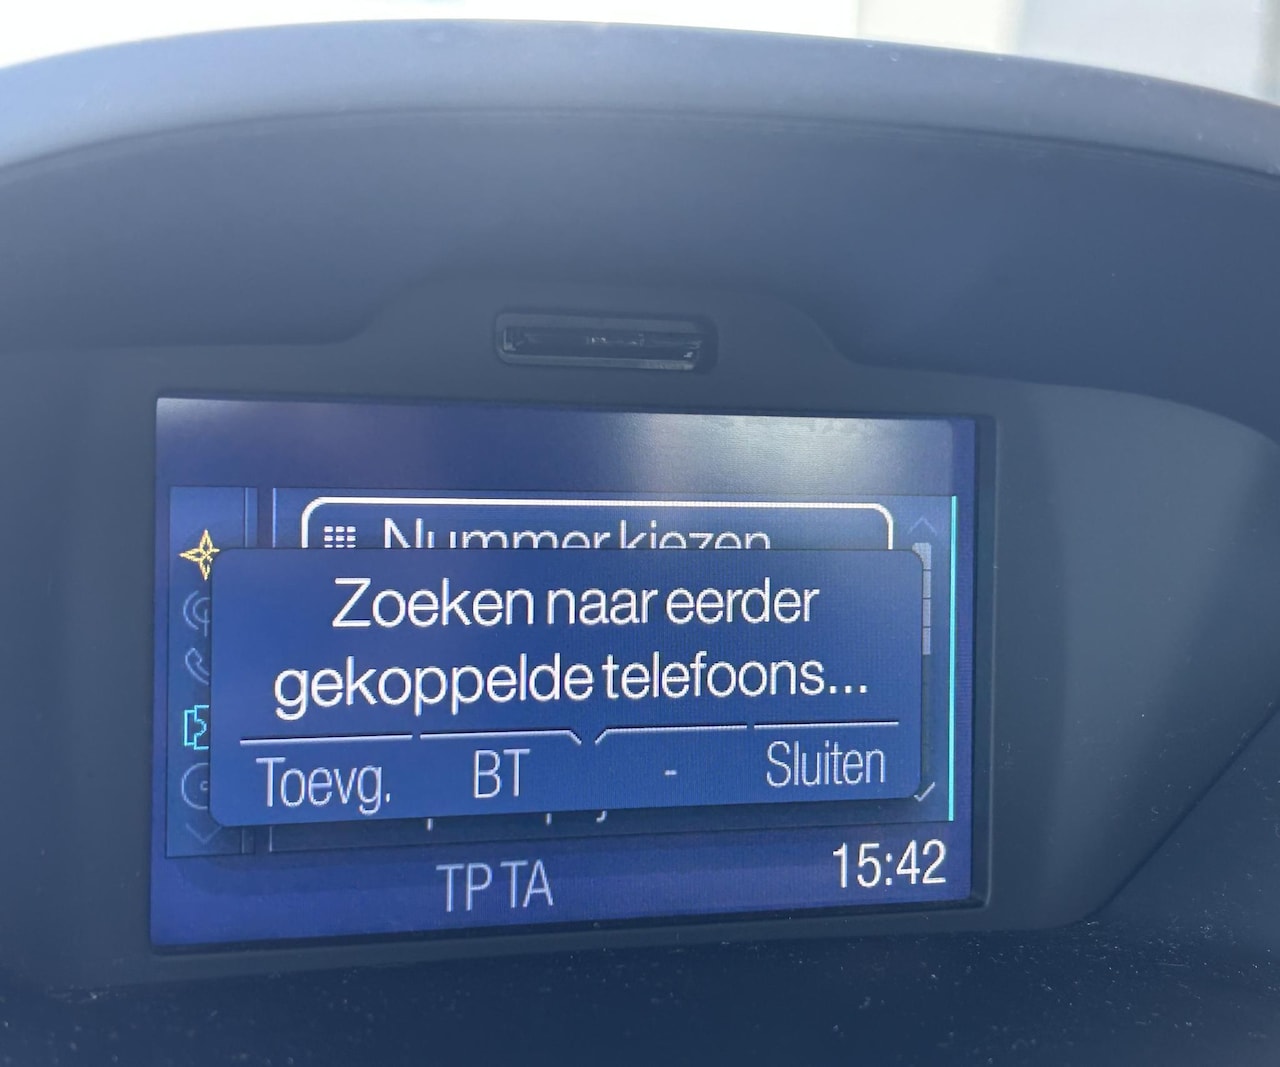 Nummer kiezen
Zoeken naar eerder
gekoppelde telefoons...
Toevg. BT - Sluiten
TP TA 15:42